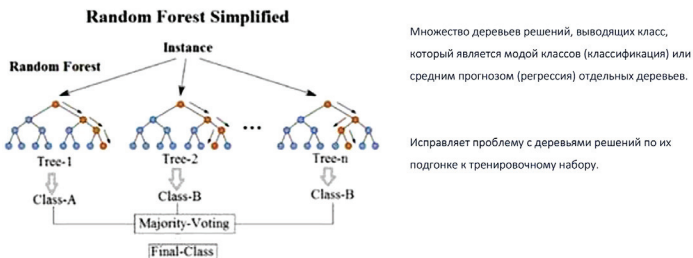 Random Forest Simplified
Instance
Random Forest
Tree-1
Tree-2
Tree-n
Class-A
Class-B
Class-B
Majority-Voting
Final-Class
Множество деревьев решений, выводящих класс,
который является модой классов (классификация) или
средним прогнозом (регрессия) отдельных деревьев.
Исправляет проблему с деревьями решений по их
подгонке к тренировочному набору.